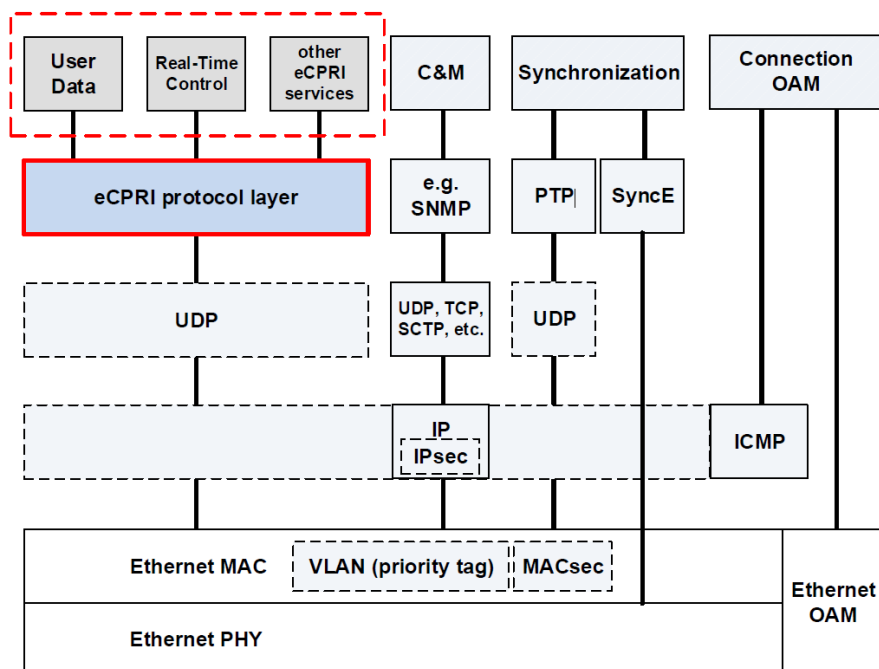 User
Data
Real-Time
Control
other
eCPRI
services
C&M
Synchronization
Connection
OAM
eCPRI protocol layer
e.g.
SNMP
PTP
SyncE
UDP
UDP, TCP,
SCTP, etc.
UDP
IP
IPsec
ICMP
Ethernet MAC
VLAN (priority tag)
MACsec
Ethernet
OAM
Ethernet PHY